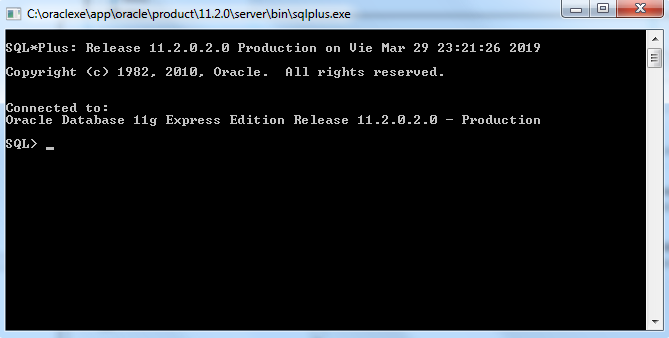 C:\oraclexe\app\oracle\product\11.2.0\server\bin\sqlplus.exe
SQL*Plus: Release 11.2.0.2.0 Production on Vie Mar 29 23:21:26 2019
Copyright (c) 1982, 2010, Oracle.  All rights reserved.
Connected to:
Oracle Database 11g Express Edition Release 11.2.0.2.0 - Production
SQL> _